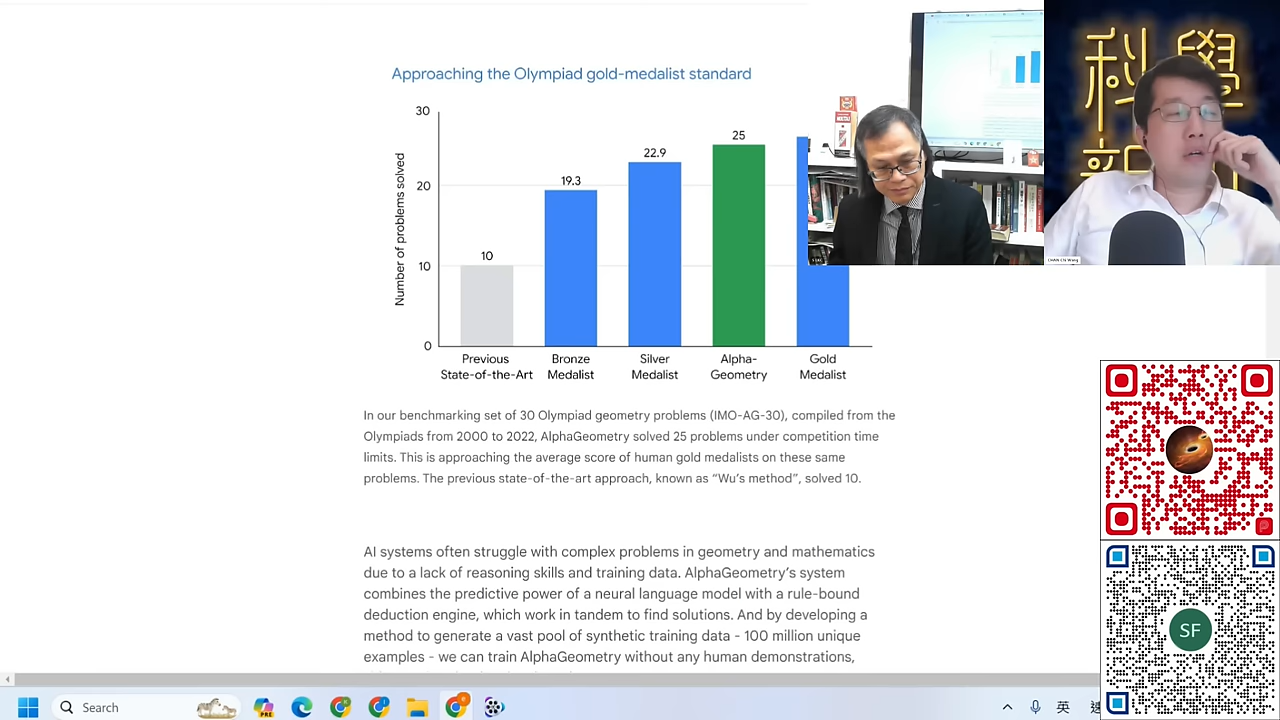 Approaching the Olympiad gold-medalist standard
30
20
10
0
Number of problems solved
10
19.3
22.9
25
Previous
State-of-the-Art
Bronze
Medalist
Silver
Medalist
Alpha-
Geometry
Gold
Medalist
In our benchmarking set of 30 Olympiad geometry problems (IMO-AG-30), compiled from the
Olympiads from 2000 to 2022, AlphaGeometry solved 25 problems under competition time
limits. This is approaching the average score of human gold medalists on these same
problems. The previous state-of-the-art approach, known as “Wu’s method”, solved 10.
AI systems often struggle with complex problems in geometry and mathematics
due to a lack of reasoning skills and training data. AlphaGeometry’s system
combines the predictive power of a neural language model with a rule-bound
deduction engine, which work in tandem to find solutions. And by developing a
method to generate a vast pool of synthetic training data - 100 million unique
examples - we can train AlphaGeometry without any human demonstrations,
科學
SF
Search
PRE
英